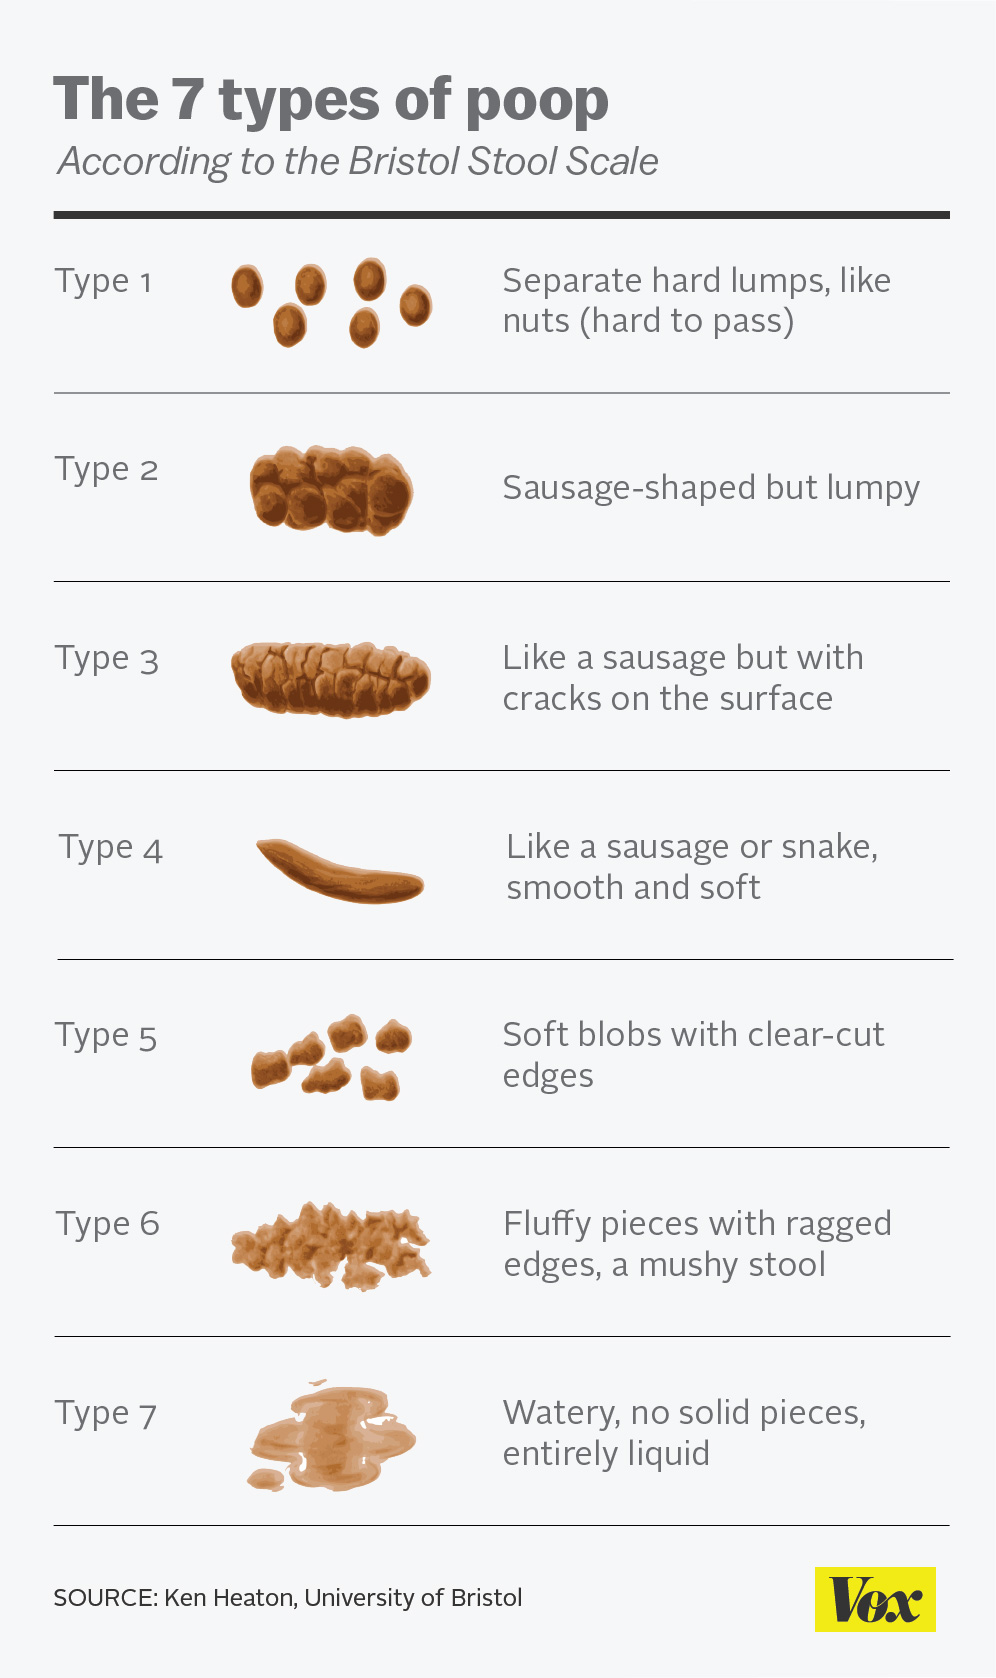 The 7 types of poop
According to the Bristol Stool Scale
Type 1
Separate hard lumps, like
nuts (hard to pass)
Type 2
Sausage-shaped but lumpy
Type 3
Like a sausage but with
cracks on the surface
Type 4
Like a sausage or snake,
smooth and soft
Type 5
Soft blobs with clear-cut
edges
Type 6
Fluffy pieces with ragged
edges, a mushy stool
Type 7
Watery, no solid pieces,
entirely liquid
SOURCE: Ken Heaton, University of Bristol
Vox